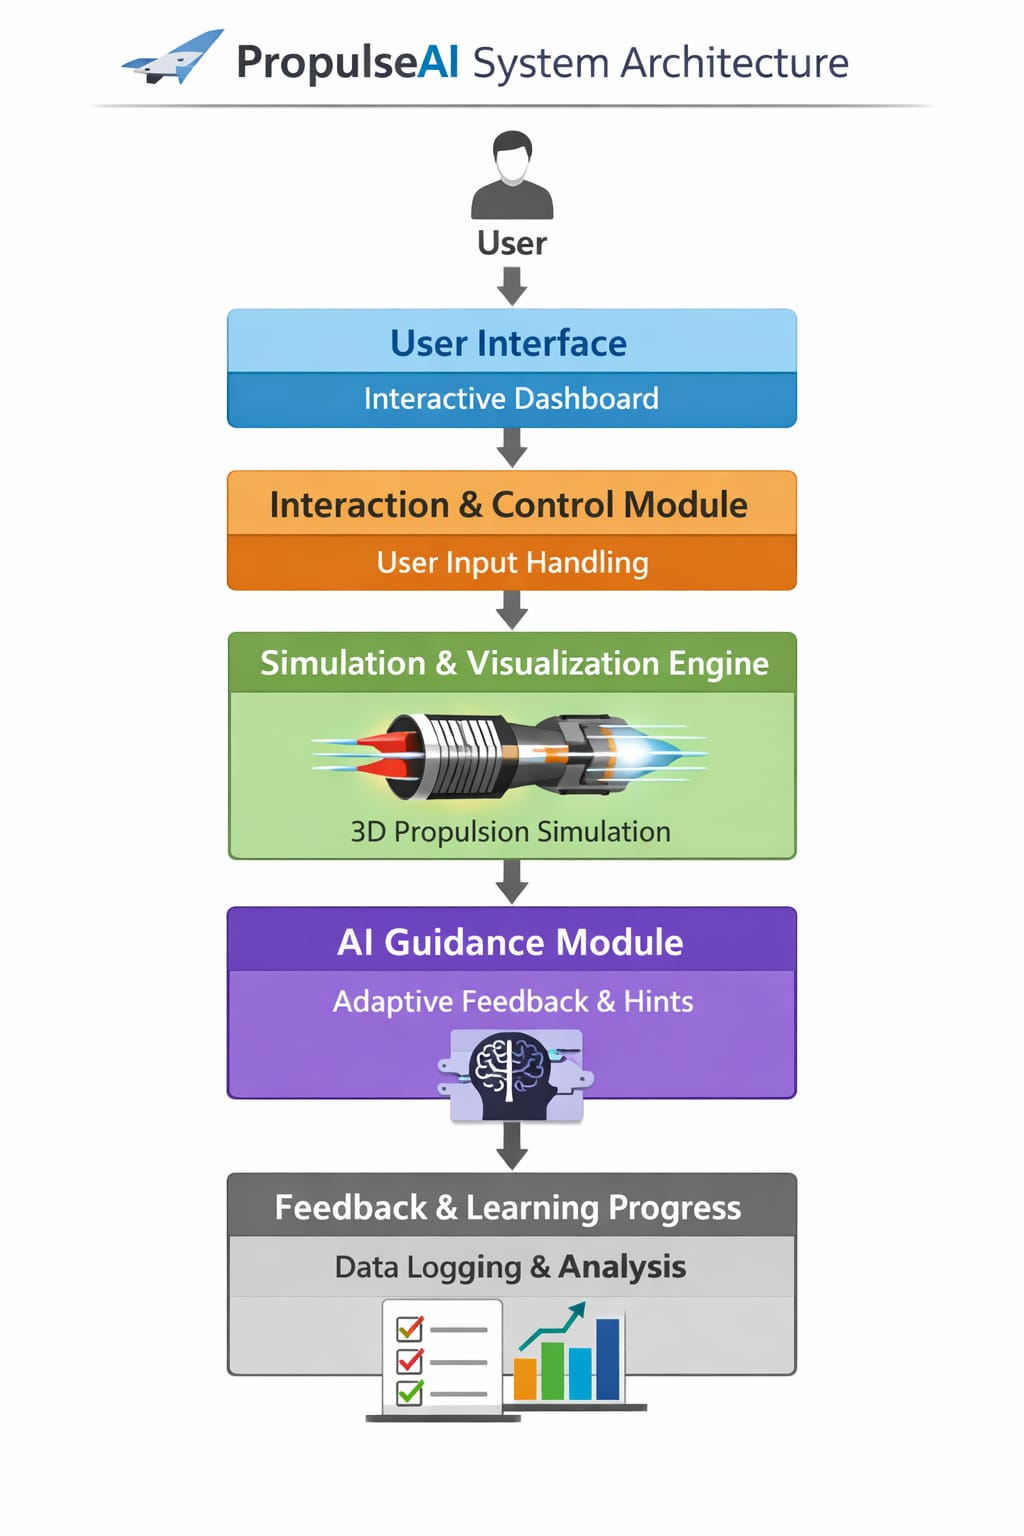 PropulseAI System Architecture
User
User Interface
Interactive Dashboard
Interaction & Control Module
User Input Handling
Simulation & Visualization Engine
3D Propulsion Simulation
AI Guidance Module
Adaptive Feedback & Hints
Feedback & Learning Progress
Data Logging & Analysis